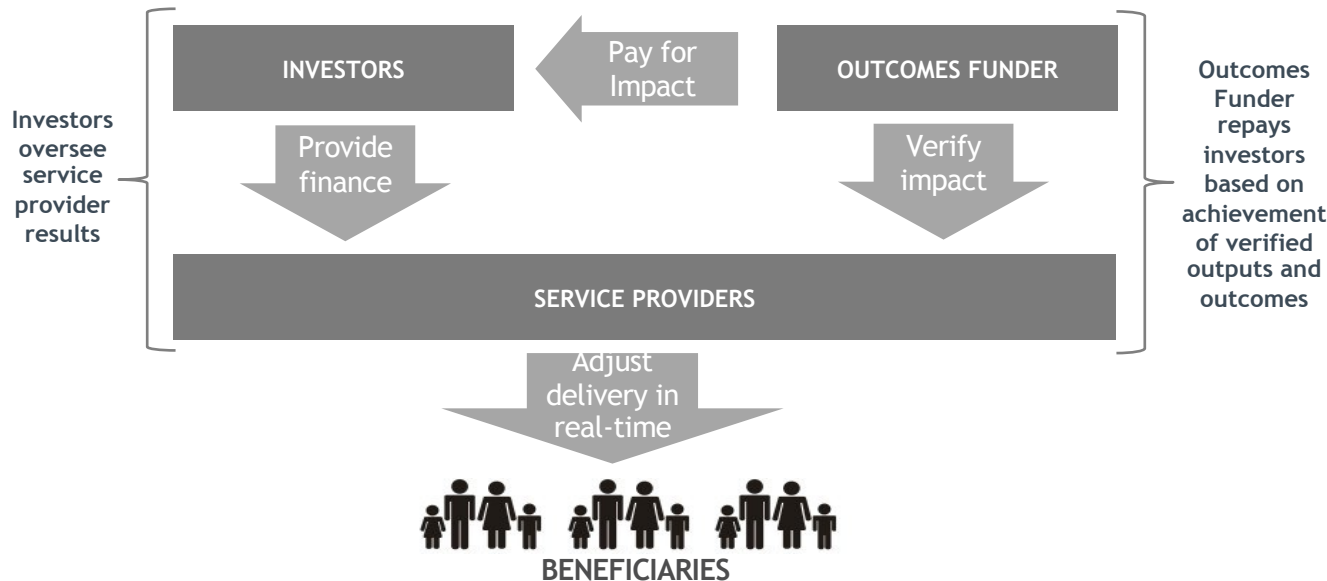 INVESTORS
Pay for
Impact
OUTCOMES FUNDER
Investors
oversee
service
provider
results
Provide
finance
Verify
impact
Outcomes
Funder
repays
investors
based on
achievement
of verified
outputs and
outcomes
SERVICE PROVIDERS
Adjust
delivery in
real-time
BENEFICIARIES